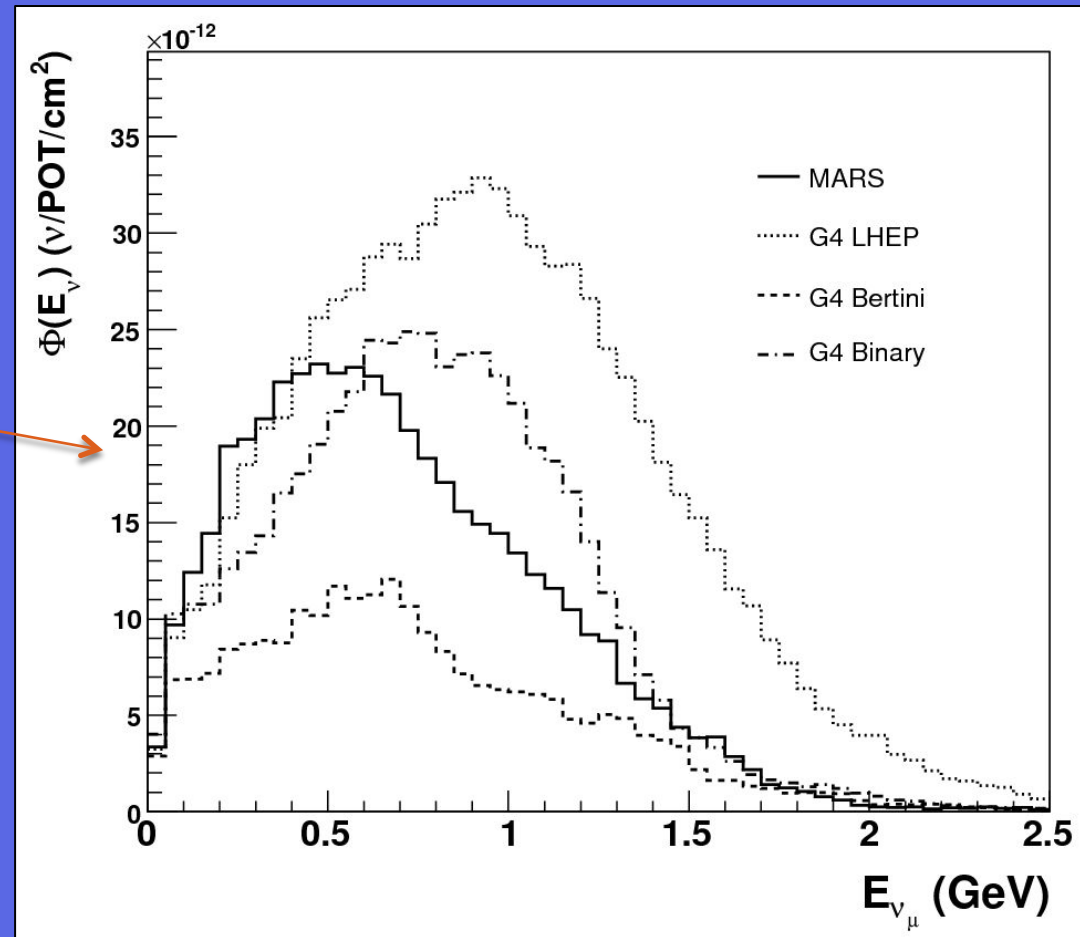 ×10⁻¹²
Φ(E_ν) (ν/POT/cm²)
35
30
25
20
15
10
5
0
MARS
G4 LHEP
G4 Bertini
G4 Binary
0 0.5 1 1.5 2 2.5
E_ν_μ (GeV)